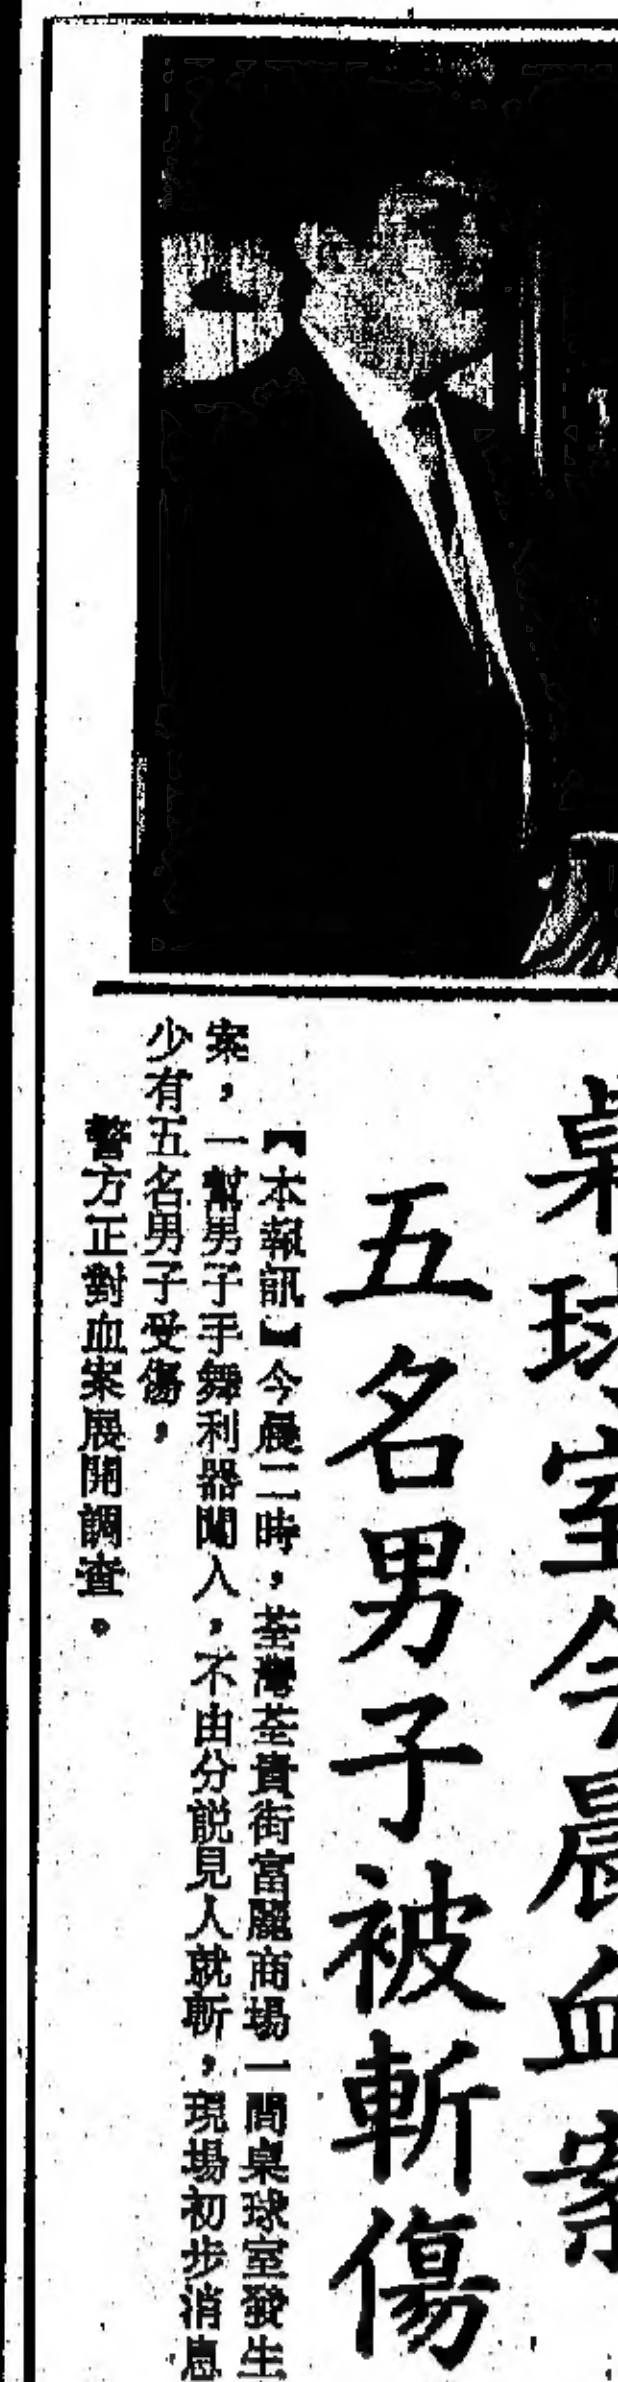 桌球室今晨血案
五名男子被斬傷
【本報訊】今晨二時，荃灣荃貴街富麗商場一間桌球室發生
案，一幫男子手舞利器闖入，不由分説見人就斬，現場初步消息
少有五名男子受傷，
警方正對血案展開調查。